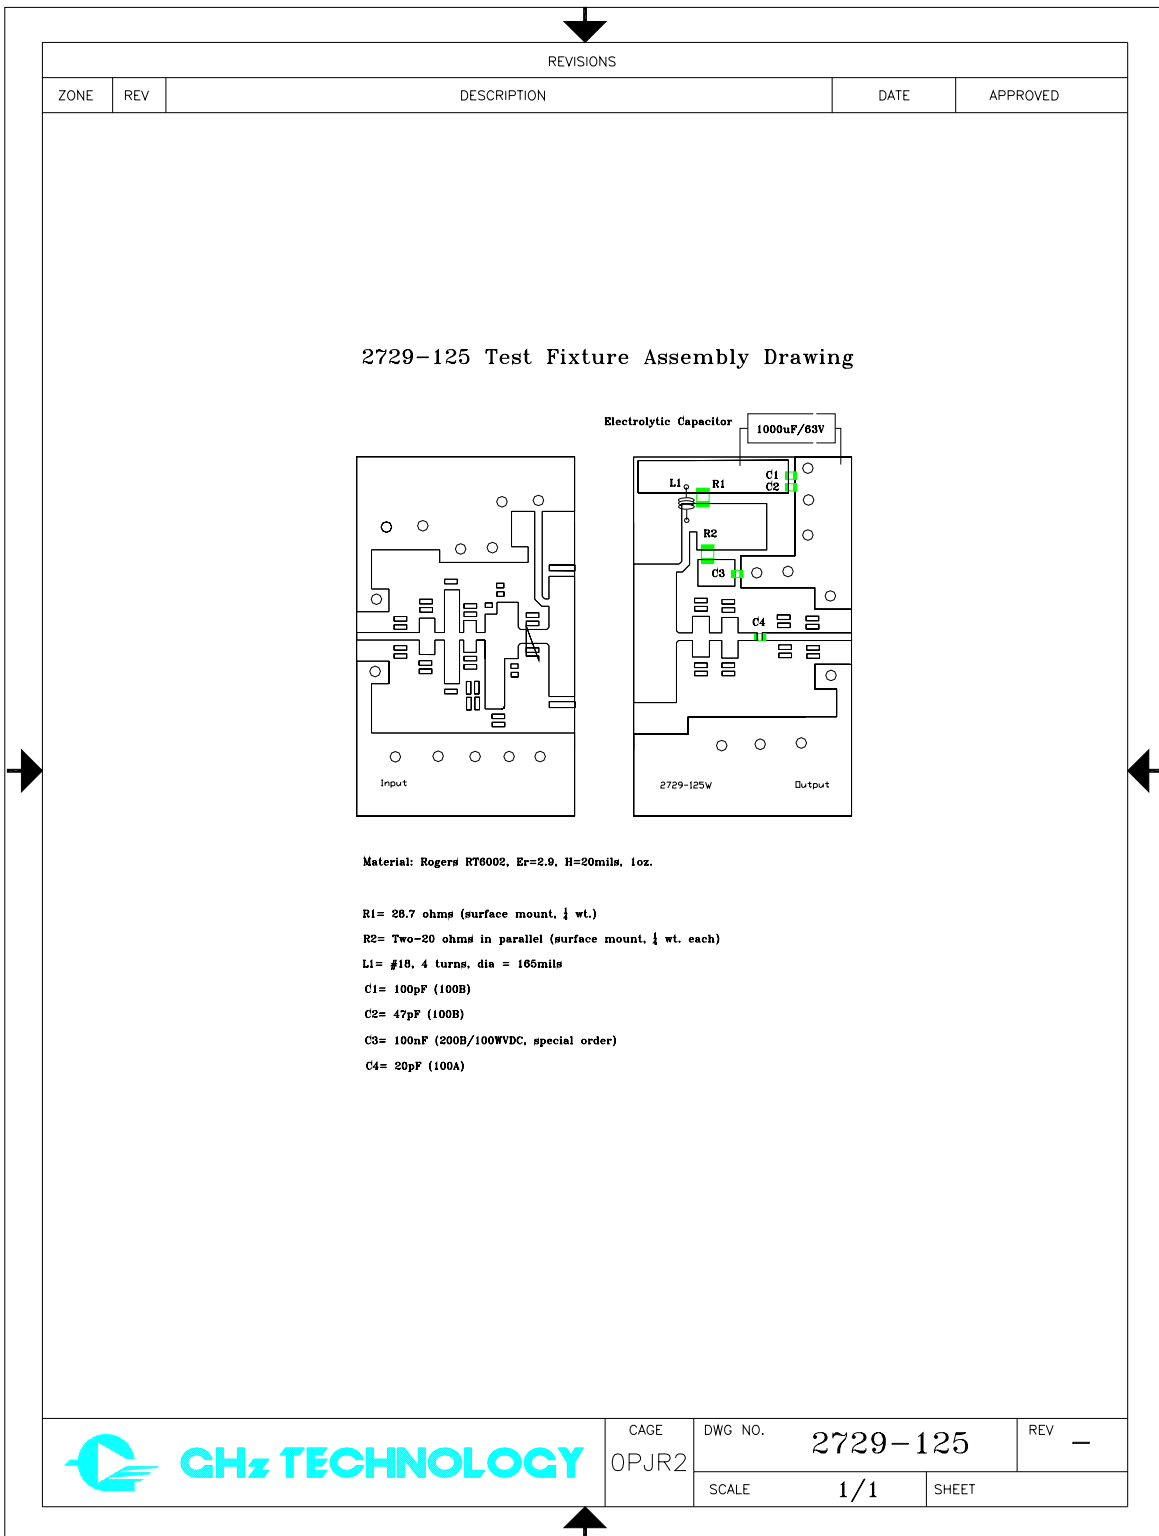 REVISIONS
ZONE REV DESCRIPTION DATE APPROVED
2729-125 Test Fixture Assembly Drawing
Electrolytic Capacitor 1000uF/63V
C1
L1 R1 C2
R2
C3
C4
Input
2729-125W Output
Material: Rogers RT6002, Er=2.9, H=20mils, 1oz.
R1= 28.7 ohms (surface mount, ¼ wt.)
R2= Two-20 ohms in parallel (surface mount, ¼ wt. each)
L1= #18, 4 turns, dia = 165mils
C1= 100pF (100B)
C2= 47pF (100B)
C3= 100nF (200B/100WVDC, special order)
C4= 20pF (100A)
GHz TECHNOLOGY
CAGE DWG NO. 2729-125 REV -
0PJR2
SCALE 1/1 SHEET